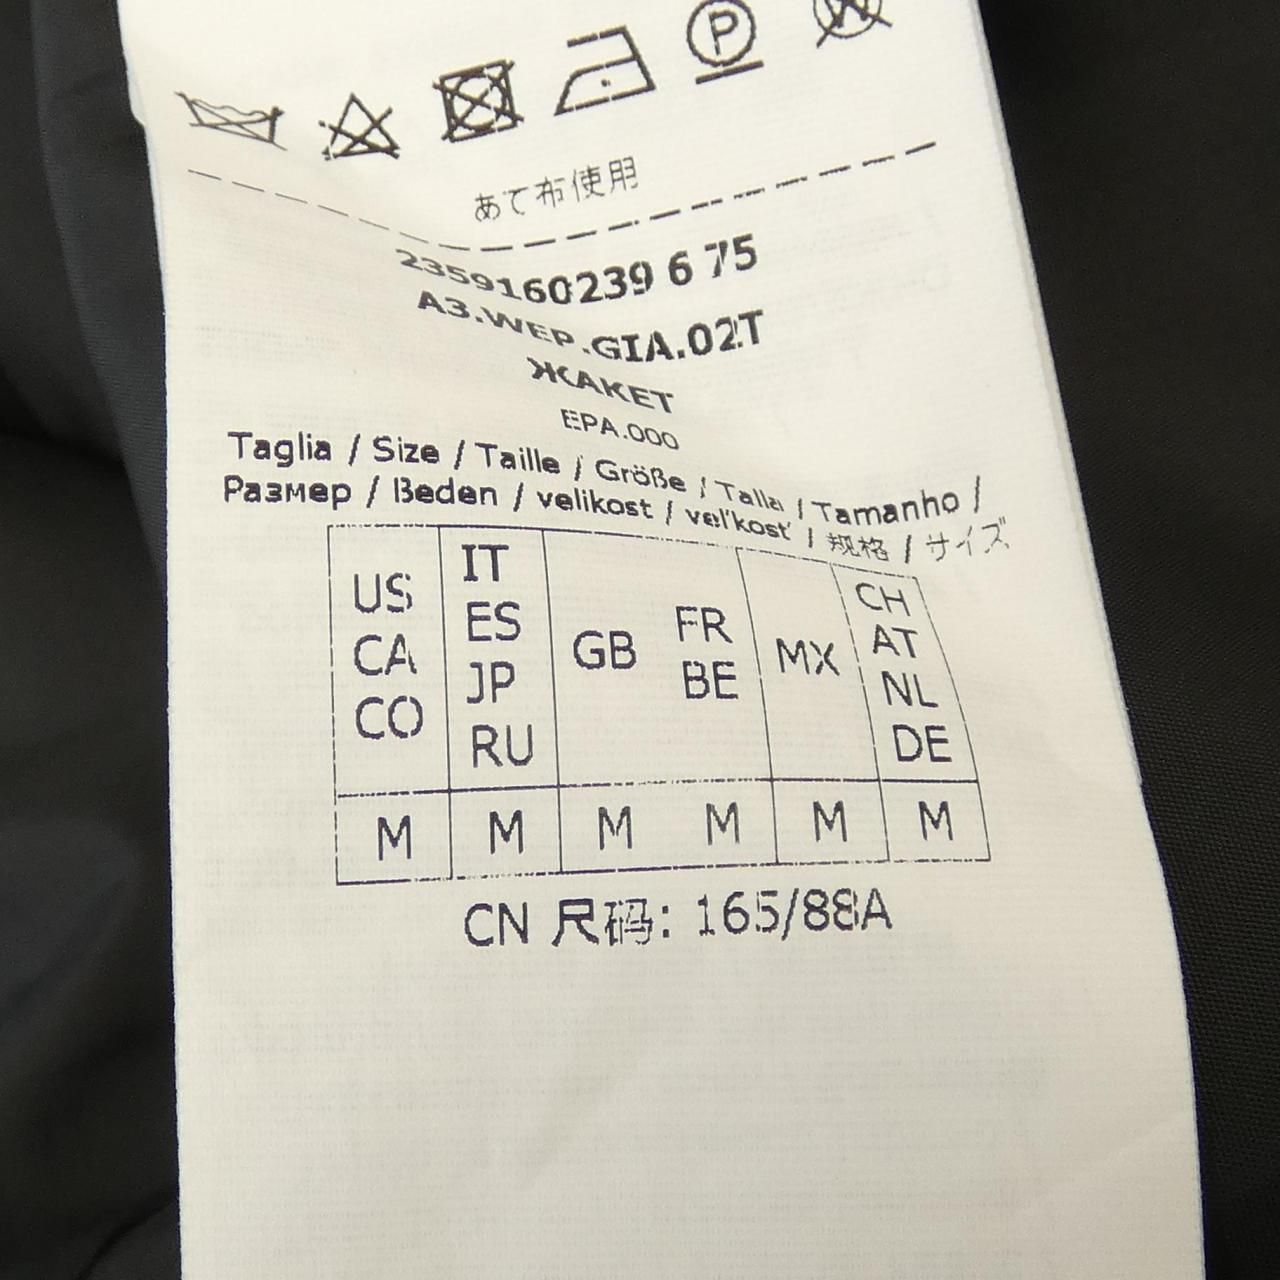 P
W
あて布使用
2359160239 6 75
A3.WEP.GIA.02T
ЖАКЕТ
EPA.000
Taglia / Size / Taille / Größe / Talla / Tamanho /
Размер / Beden / velikost / veľkosť / 规格 / サイズ
US CA CO IT ES JP RU GB FR BE MX CH AT NL DE
M M M M M M
CN 尺码: 165/88A